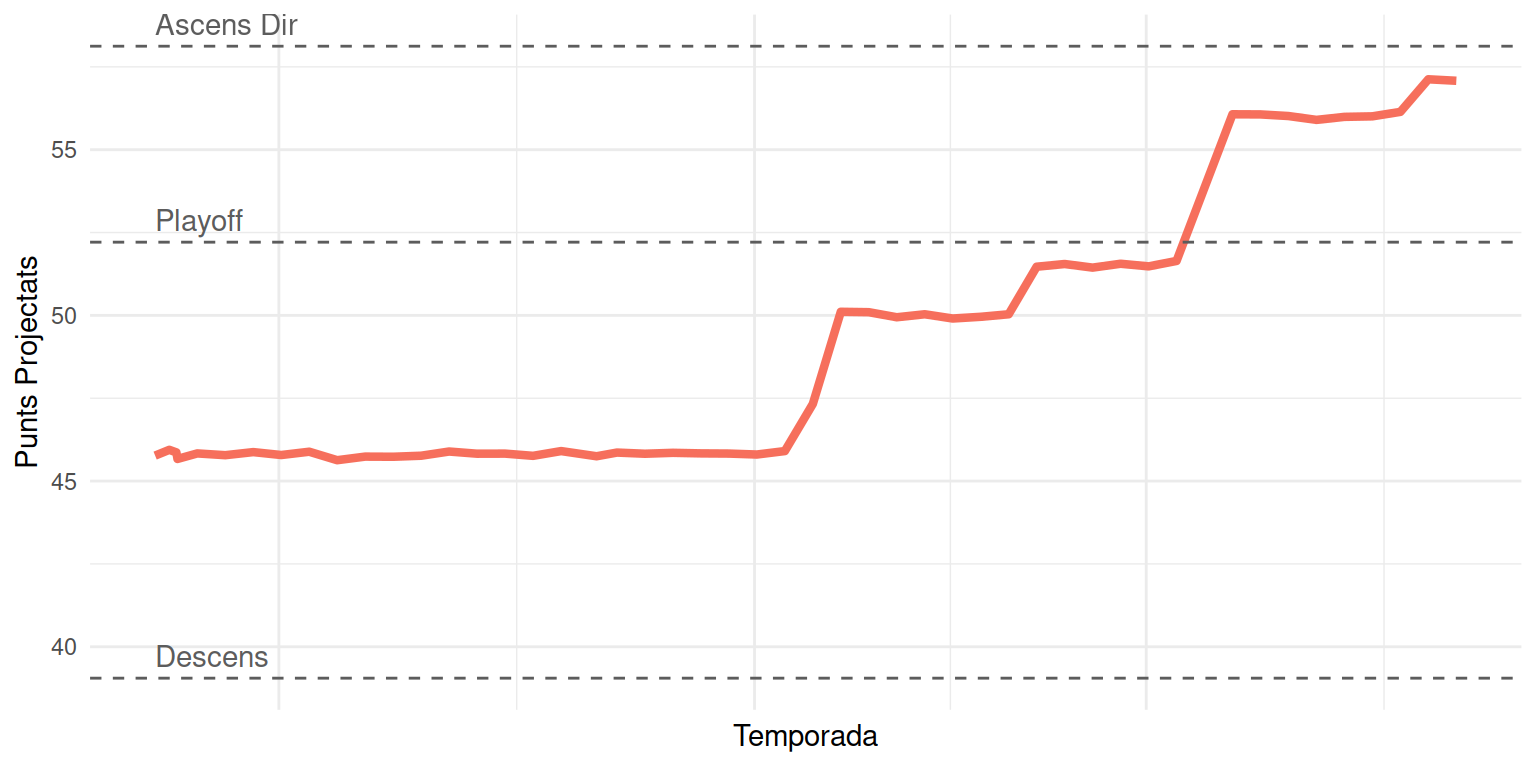 Ascens Dir
55
Playoff
50
45
40
Descens
Punts Projectats
Temporada